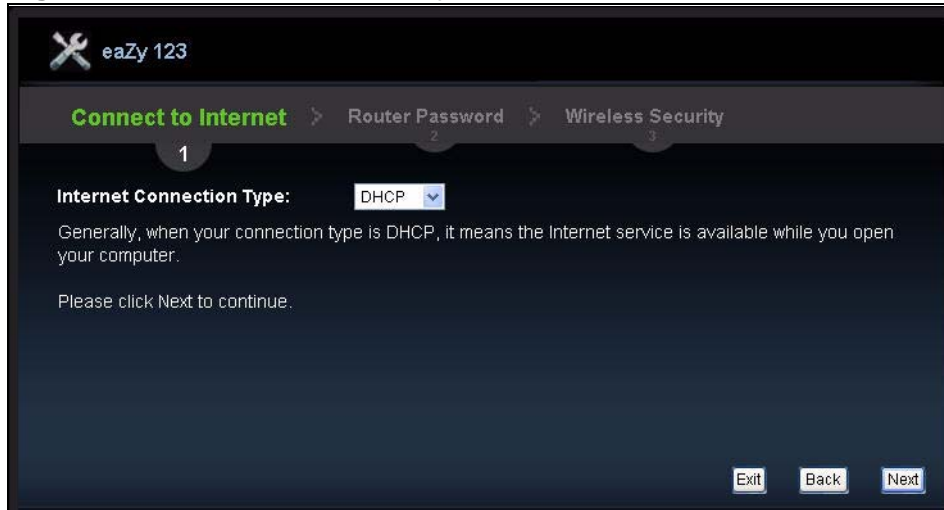 eaZy 123
Connect to Internet > Router Password > Wireless Security
1 2 3
Internet Connection Type: DHCP
Generally, when your connection type is DHCP, it means the Internet service is available while you open
your computer.
Please click Next to continue.
Exit Back Next